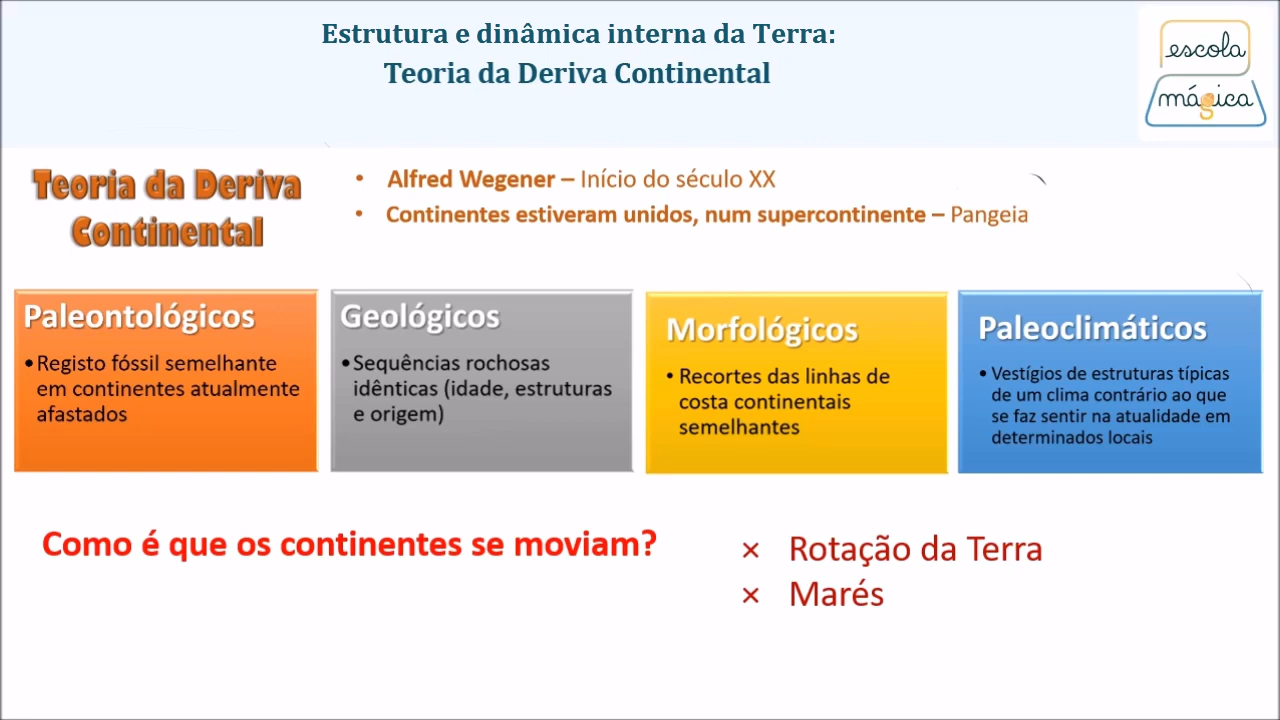 Estrutura e dinâmica interna da Terra:
Teoria da Deriva Continental
escola
mágica
Teoria da Deriva
Continental
• Alfred Wegener – Início do século XX
• Continentes estiveram unidos, num supercontinente – Pangeia
Paleontológicos
•Registo fóssil semelhante
em continentes atualmente
afastados
Geológicos
•Sequências rochosas
idênticas (idade, estruturas
e origem)
Morfológicos
• Recortes das linhas de
costa continentais
semelhantes
Paleoclimáticos
• Vestígios de estruturas típicas
de um clima contrário ao que
se faz sentir na atualidade em
determinados locais
Como é que os continentes se moviam?
× Rotação da Terra
× Marés